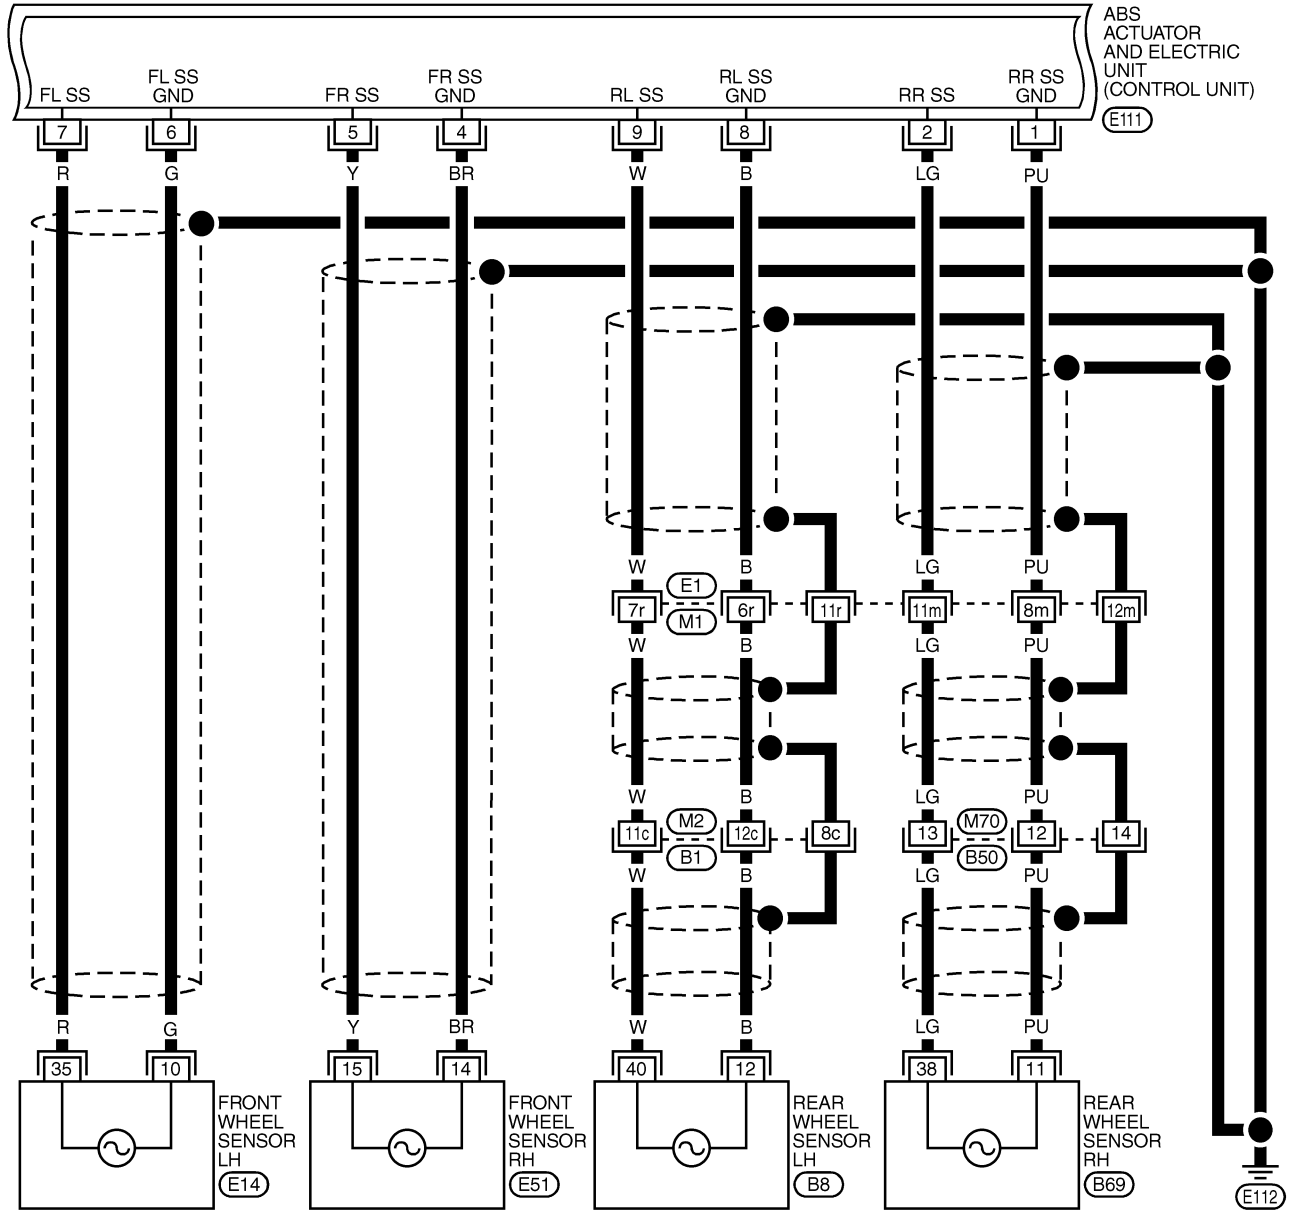 ABS
ACTUATOR
AND ELECTRIC
UNIT
(CONTROL UNIT)
E111
FL SS
FL SS
GND
FR SS
FR SS
GND
RL SS
RL SS
GND
RR SS
RR SS
GND
7 6 5 4 9 8 2 1
R G Y BR W B LG PU
W B LG PU
E1
7r 6r 11r 11m 8m 12m
M1
W B LG PU
W B LG PU
M2 M70
11c 12c 8c 13 12 14
B1 B50
W B LG PU
R G Y BR W B LG PU
35 10 15 14 40 12 38 11
FRONT
WHEEL
SENSOR
LH
E14
FRONT
WHEEL
SENSOR
RH
E51
REAR
WHEEL
SENSOR
LH
B8
REAR
WHEEL
SENSOR
RH
B69
E112